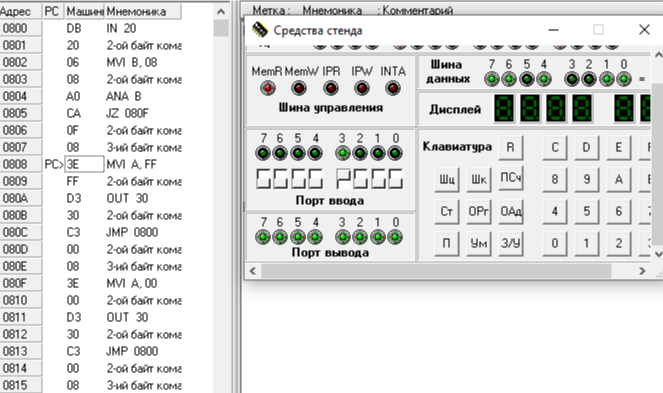 Адрес PC Машинн Мнемоника
0800 DB IN 20
0801 20 2-ой байт кома
0802 06 MVI B, 08
0803 08 2-ой байт кома
0804 A0 ANA B
0805 CA JZ 080F
0806 0F 2-ой байт кома
0807 08 3-ий байт кома
0808 PC> 3E MVI A, FF
0809 FF 2-ой байт кома
080A D3 OUT 30
080B 30 2-ой байт кома
080C C3 JMP 0800
080D 00 2-ой байт кома
080E 08 3-ий байт кома
080F 3E MVI A, 00
0810 00 2-ой байт кома
0811 D3 OUT 30
0812 30 2-ой байт кома
0813 C3 JMP 0800
0814 00 2-ой байт кома
0815 08 3-ий байт кома
Метка : Мнемоника : Комментарий
Средства стенда
MemR MemW IPR IPW INTA
Шина управления
7 6 5 4 3 2 1 0
Порт ввода
7 6 5 4 3 2 1 0
Порт вывода
Шина данных 7 6 5 4 3 2 1 0 =
Дисплей
Клавиатура R C D E
Шц Шк ПСч 8 9 A
Ст ОРг ОАд 4 5 6
П Ум З/У 0 1 2